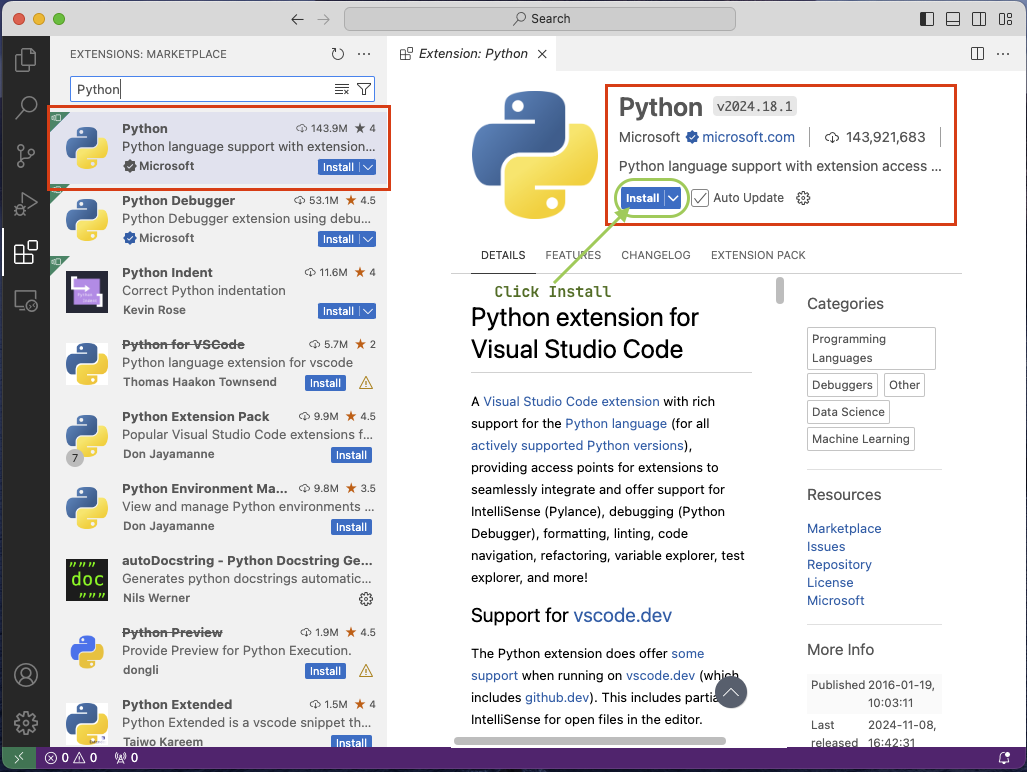 Search
EXTENSIONS: MARKETPLACE
Python
Python 143.9M 4
Python language support with extension...
Microsoft Install
Python Debugger 53.1M 4.5
Python Debugger extension using debu...
Microsoft Install
Python Indent 11.6M 4
Correct Python indentation
Kevin Rose Install
Python for VSCode 5.7M 2
Python language extension for vscode
Thomas Haakon Townsend Install
Python Extension Pack 9.9M 4.5
Popular Visual Studio Code extensions f...
7
Don Jayamanne Install
Python Environment Ma... 9.8M 3.5
View and manage Python environments ...
Don Jayamanne Install
autoDocstring - Python Docstring Ge...
"""
doc
"""
Generates python docstrings automatic...
Nils Werner
Python Preview 1.9M 4.5
Provide Preview for Python Execution.
dongli Install
Python Extended 1.5M 4
Python Extended is a vscode snippet th...
Taiwo Kareem Install
Extension: Python
Python v2024.18.1
Microsoft microsoft.com 143,921,683
Python language support with extension access ...
Install Auto Update
DETAILS FEATURES CHANGELOG EXTENSION PACK
Click Install
Python extension for
Visual Studio Code
A Visual Studio Code extension with rich
support for the Python language (for all
actively supported Python versions),
providing access points for extensions to
seamlessly integrate and offer support for
IntelliSense (Pylance), debugging (Python
Debugger), formatting, linting, code
navigation, refactoring, variable explorer, test
explorer, and more!
Support for vscode.dev
The Python extension does offer some
support when running on vscode.dev (which
includes github.dev). This includes partial
IntelliSense for open files in the editor.
Categories
Programming
Languages
Debuggers Other
Data Science
Machine Learning
Resources
Marketplace
Issues
Repository
License
Microsoft
More Info
Published 2016-01-19,
10:03:11
Last 2024-11-08,
released 16:42:31
0 0 0